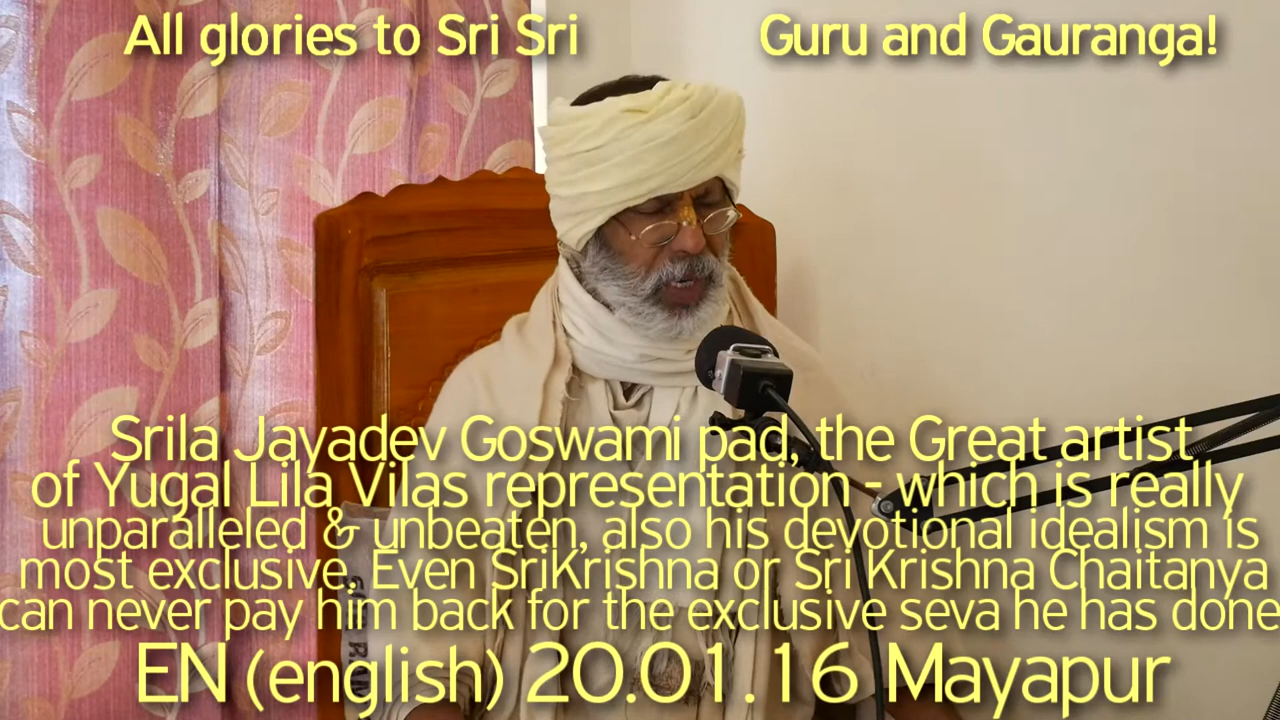 All glories to Sri Sri Guru and Gauranga!
Srila Jayadev Goswami pad, the Great artist
of Yugal Lila Vilas representation - which is really
unparalleled & unbeaten, also his devotional idealism is
most exclusive. Even SriKrishna or Sri Krishna Chaitanya
can never pay him back for the exclusive seva he has done
EN (english) 20.01.16 Mayapur